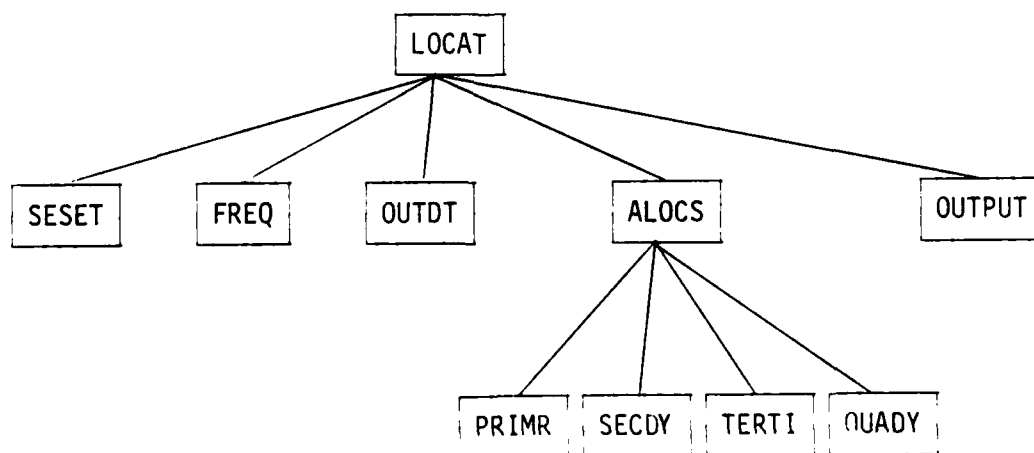 LOCAT
SESET FREQ OUTDT ALOCS OUTPUT
PRIMR SECDY TERTI QUADY